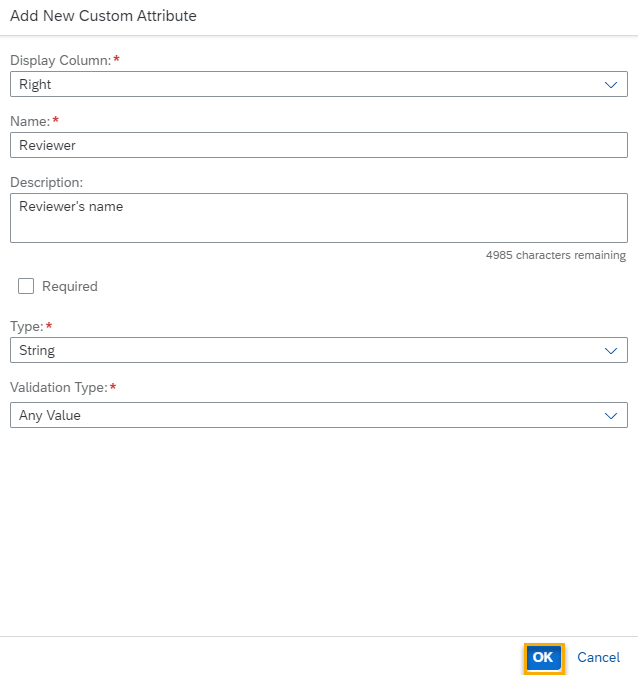 Add New Custom Attribute
Display Column:*
Right
Name:*
Reviewer
Description:
Reviewer's name
4985 characters remaining
Required
Type:*
String
Validation Type:*
Any Value
OK Cancel